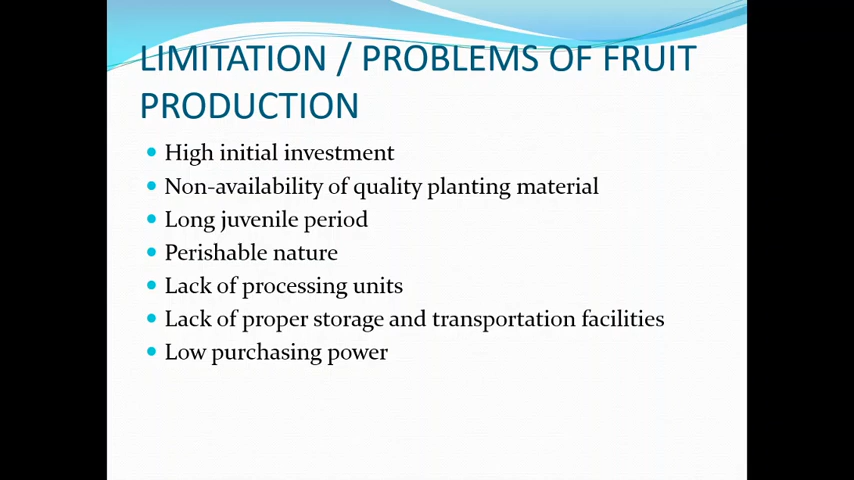 LIMITATION / PROBLEMS OF FRUIT
PRODUCTION
• High initial investment
• Non-availability of quality planting material
• Long juvenile period
• Perishable nature
• Lack of processing units
• Lack of proper storage and transportation facilities
• Low purchasing power